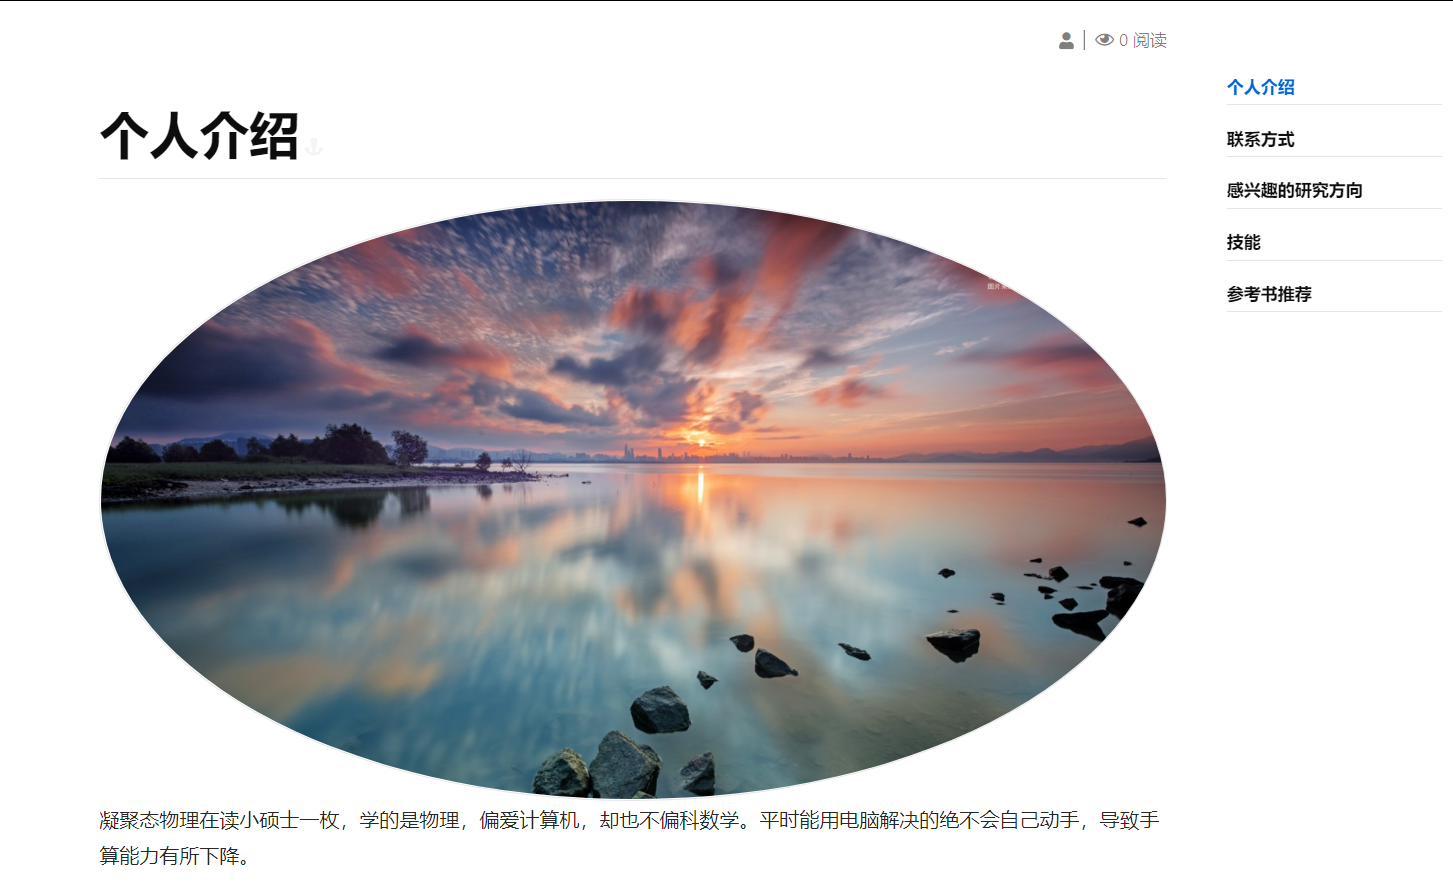 0 阅读
个人介绍
个人介绍
联系方式
感兴趣的研究方向
技能
参考书推荐
图片来
凝聚态物理在读小硕士一枚，学的是物理，偏爱计算机，却也不偏科数学。平时能用电脑解决的绝不会自己动手，导致手
算能力有所下降。